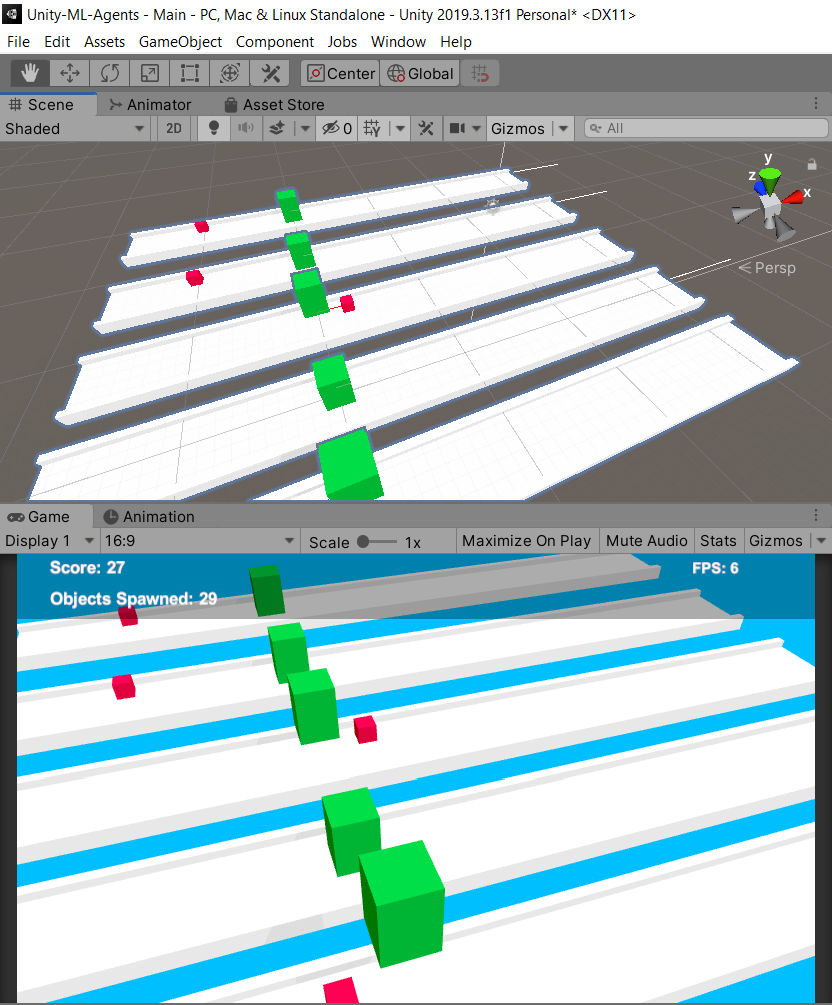 Unity-ML-Agents - Main - PC, Mac & Linux Standalone - Unity 2019.3.13f1 Personal* <DX11>
File Edit Assets GameObject Component Jobs Window Help
Center Global
Scene Animator Asset Store
Shaded 2D 0 Gizmos All
y
z
x
Persp
Game Animation
Display 1 16:9 Scale 1x Maximize On Play Mute Audio Stats Gizmos
Score: 27 FPS: 6
Objects Spawned: 29